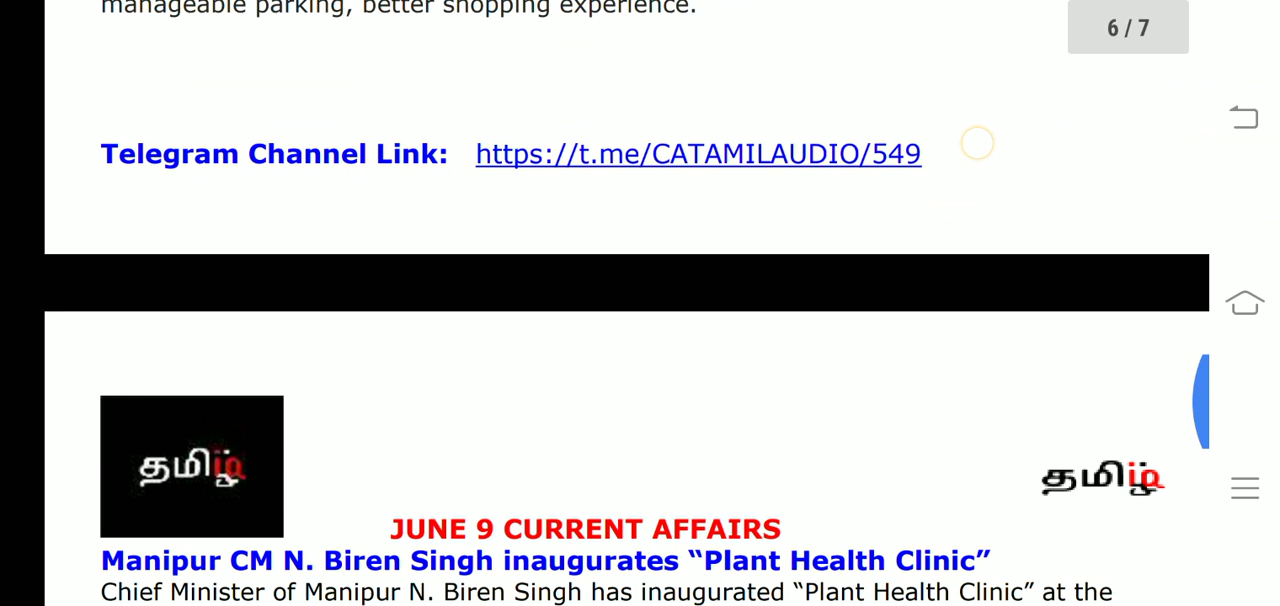 manageable parking, better shopping experience.
6 / 7
Telegram Channel Link: https://t.me/CATAMILAUDIO/549
தமிழ்
தமிழ்
JUNE 9 CURRENT AFFAIRS
Manipur CM N. Biren Singh inaugurates “Plant Health Clinic”
Chief Minister of Manipur N. Biren Singh has inaugurated “Plant Health Clinic” at the